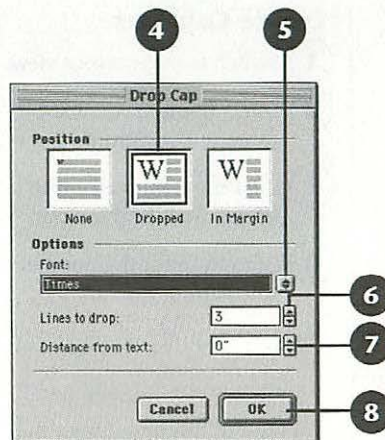 4 5
Drop Cap
Position
W W W
None Dropped In Margin
Options
Font:
Times
6
Lines to drop: 3
Distance from text: 0"
7
Cancel OK
8